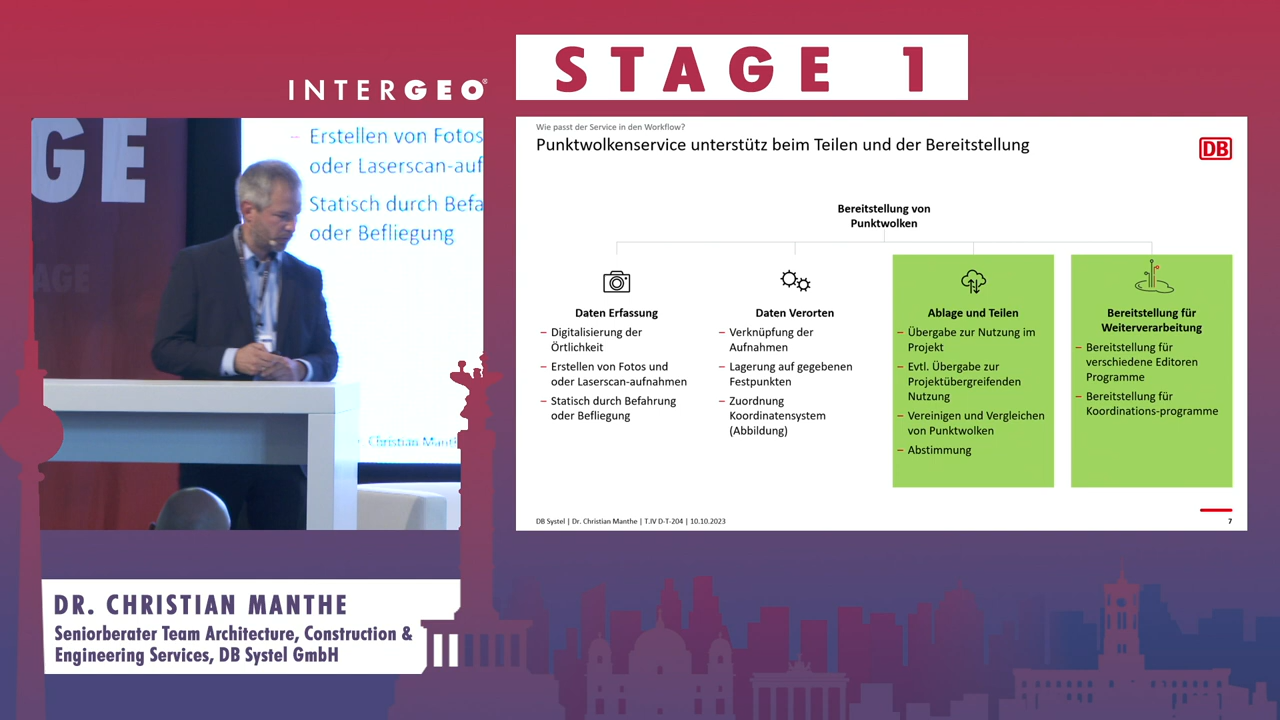 INTERGEO®
STAGE 1
GE
AGE
Erstellen von Fotos
oder Laserscan-auf
Statisch durch Befa
oder Befliegung
Christian Manth
Wie passt der Service in den Workflow?
Punktwolkenservice unterstütz beim Teilen und der Bereitstellung
DB
Bereitstellung von
Punktwolken
Daten Erfassung
– Digitalisierung der
Örtlichkeit
– Erstellen von Fotos und
oder Laserscan-aufnahmen
– Statisch durch Befahrung
oder Befliegung
Daten Verorten
– Verknüpfung der
Aufnahmen
– Lagerung auf gegebenen
Festpunkten
– Zuordnung
Koordinatensystem
(Abbildung)
Ablage und Teilen
– Übergabe zur Nutzung im
Projekt
– Evtl. Übergabe zur
Projektübergreifenden
Nutzung
– Vereinigen und Vergleichen
von Punktwolken
– Abstimmung
Bereitstellung für
Weiterverarbeitung
– Bereitstellung für
verschiedene Editoren
Programme
– Bereitstellung für
Koordinations-programme
DB Systel | Dr. Christian Manthe | T.IV D-T-204 | 10.10.2023
7
DR. CHRISTIAN MANTHE
Seniorberater Team Architecture, Construction &
Engineering Services, DB Systel GmbH